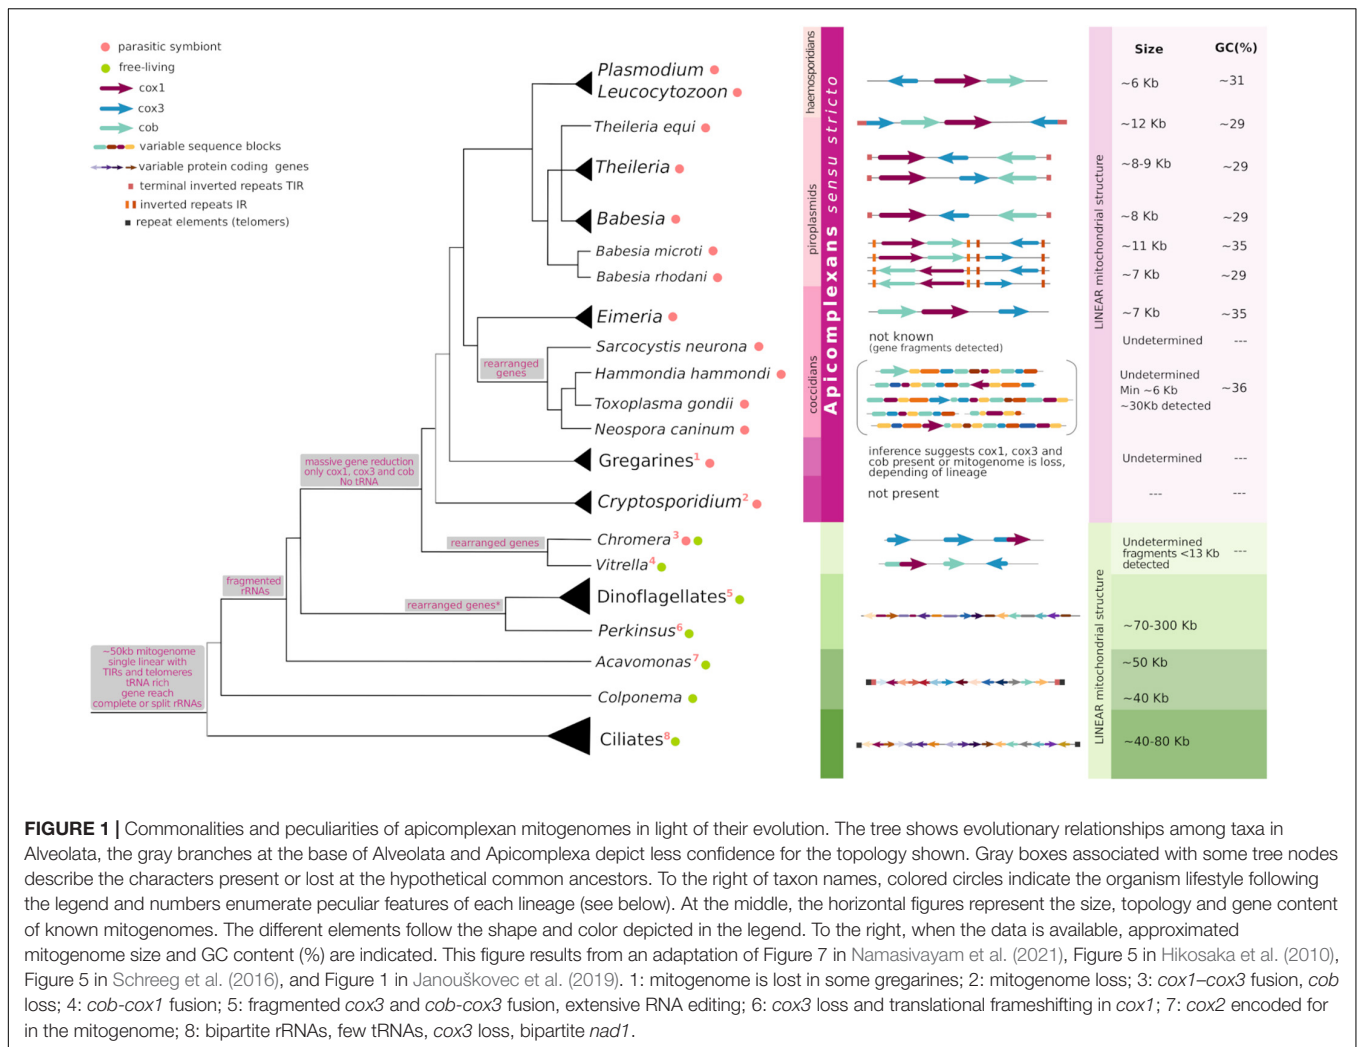 parasitic symbiont
free-living
cox1
cox3
cob
variable sequence blocks
variable protein coding genes
terminal inverted repeats TIR
inverted repeats IR
repeat elements (telomers)
Plasmodium
Leucocytozoon
Theileria equi
Theileria
Babesia
Babesia microti
Babesia rhodani
Eimeria
Sarcocystis neurona
Hammondia hammondi
Toxoplasma gondii
Neospora caninum
Gregarines1
Cryptosporidium2
Chromera3
Vitrella4
Dinoflagellates5
Perkinsus6
Acavomonas7
Colponema
Ciliates8
rearranged
genes
massive gene reduction
only cox1, cox3 and cob
No tRNA
rearranged genes
fragmented
rRNAs
rearranged genes*
~50kb mitogenome
single linear with
TIRs and telomeres
tRNA rich
gene reach
complete or split rRNAs
haemosporidians
piroplasmids
coccidians
Apicomplexans sensu stricto
not known
(gene fragments detected)
inference suggests cox1, cox3 and
cob present or mitogenome is loss,
depending of lineage
not present
LINEAR mitochondrial structure
LINEAR mitochondrial structure
Size GC(%)
~6 Kb ~31
~12 Kb ~29
~8-9 Kb ~29
~8 Kb ~29
~11 Kb ~35
~7 Kb ~29
~7 Kb ~35
Undetermined ---
Undetermined
Min ~6 Kb ~36
~30Kb detected
Undetermined ---
--- ---
Undetermined
fragments <13 Kb ---
detected
~70-300 Kb
~50 Kb
~40 Kb
~40-80 Kb
FIGURE 1 | Commonalities and peculiarities of apicomplexan mitogenomes in light of their evolution. The tree shows evolutionary relationships among taxa in
Alveolata, the gray branches at the base of Alveolata and Apicomplexa depict less confidence for the topology shown. Gray boxes associated with some tree nodes
describe the characters present or lost at the hypothetical common ancestors. To the right of taxon names, colored circles indicate the organism lifestyle following
the legend and numbers enumerate peculiar features of each lineage (see below). At the middle, the horizontal figures represent the size, topology and gene content
of known mitogenomes. The different elements follow the shape and color depicted in the legend. To the right, when the data is available, approximated
mitogenome size and GC content (%) are indicated. This figure results from an adaptation of Figure 7 in Namasivayam et al. (2021), Figure 5 in Hikosaka et al. (2010),
Figure 5 in Schreeg et al. (2016), and Figure 1 in Janouškovec et al. (2019). 1: mitogenome is lost in some gregarines; 2: mitogenome loss; 3: cox1–cox3 fusion, cob
loss; 4: cob-cox1 fusion; 5: fragmented cox3 and cob-cox3 fusion, extensive RNA editing; 6: cox3 loss and translational frameshifting in cox1; 7: cox2 encoded for
in the mitogenome; 8: bipartite rRNAs, few tRNAs, cox3 loss, bipartite nad1.